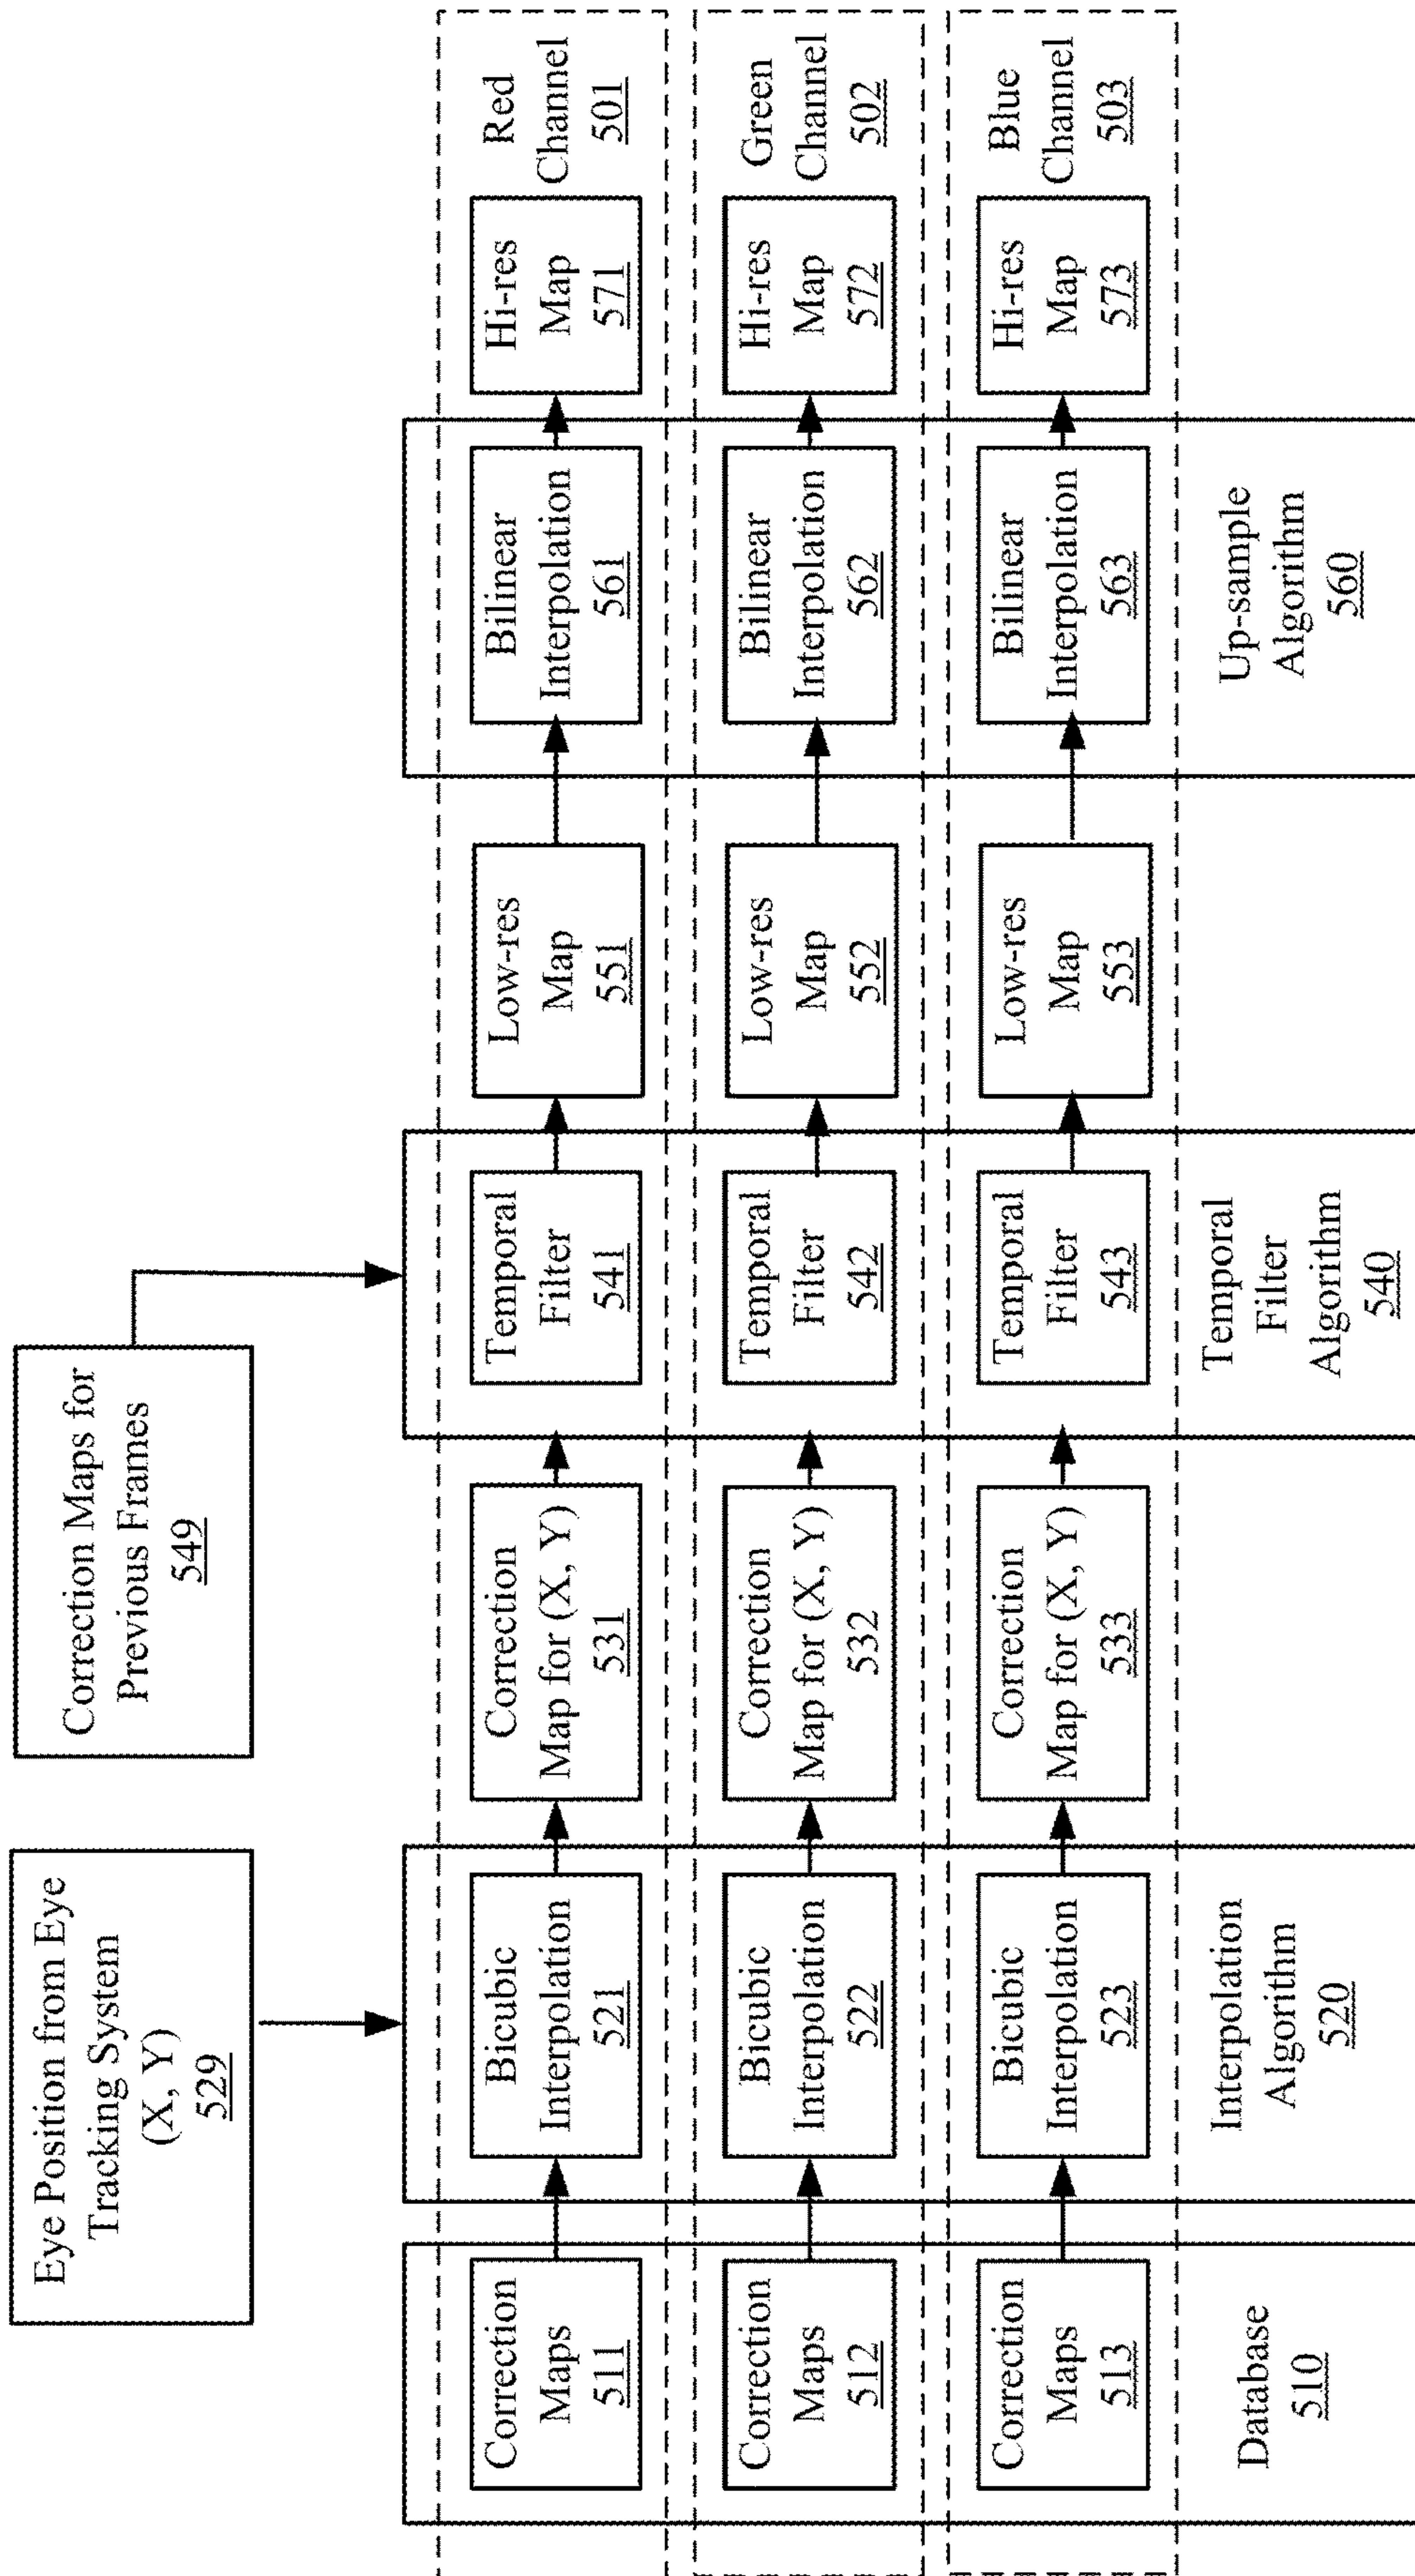 Eye Position from Eye
Tracking System
(X, Y)
529
Correction Maps for
Previous Frames
549
Correction
Maps
511
Bicubic
Interpolation
521
Correction
Map for (X, Y)
531
Temporal
Filter
541
Low-res
Map
551
Bilinear
Interpolation
561
Hi-res
Map
571
Red
Channel
501
Correction
Maps
512
Bicubic
Interpolation
522
Correction
Map for (X, Y)
532
Temporal
Filter
542
Low-res
Map
552
Bilinear
Interpolation
562
Hi-res
Map
572
Green
Channel
502
Correction
Maps
513
Bicubic
Interpolation
523
Correction
Map for (X, Y)
533
Temporal
Filter
543
Low-res
Map
553
Bilinear
Interpolation
563
Hi-res
Map
573
Blue
Channel
503
Database
510
Interpolation
Algorithm
520
Temporal
Filter
Algorithm
540
Up-sample
Algorithm
560